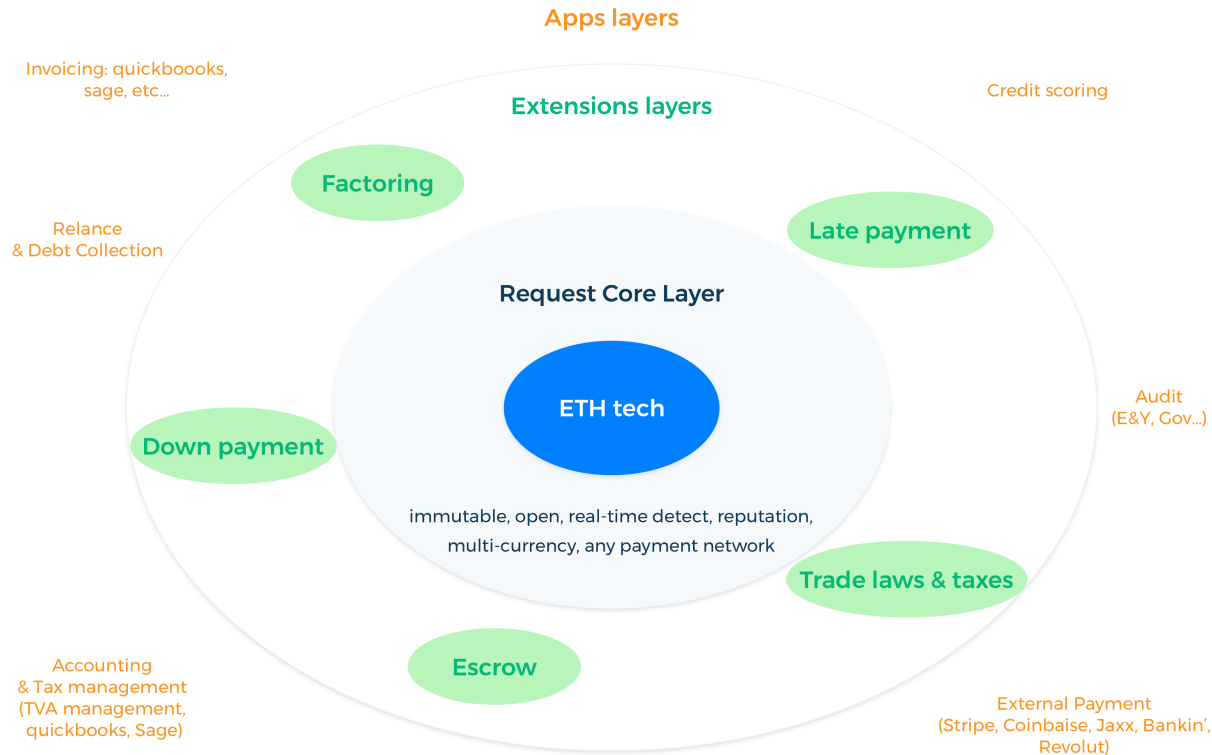 Apps layers
Invoicing: quickboooks,
sage, etc...
Credit scoring
Extensions layers
Factoring
Late payment
Relance
& Debt Collection
Request Core Layer
ETH tech
Audit
(E&Y, Gov...)
Down payment
immutable, open, real-time detect, reputation,
multi-currency, any payment network
Trade laws & taxes
Escrow
Accounting
& Tax management
(TVA management,
quickbooks, Sage)
External Payment
(Stripe, Coinbaise, Jaxx, Bankin’,
Revolut)